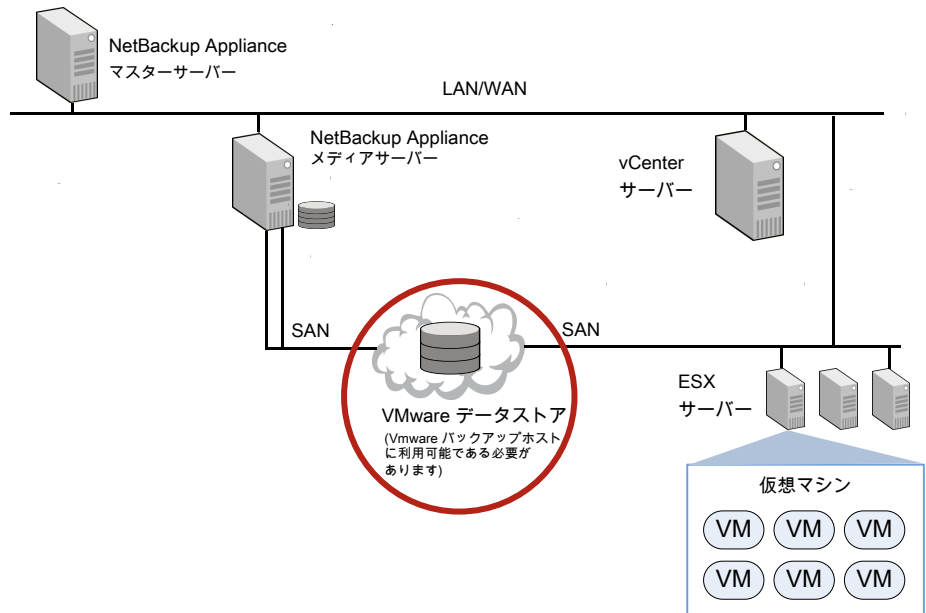 NetBackup Appliance
マスターサーバー
LAN/WAN
NetBackup Appliance
メディアサーバー
vCenter
サーバー
SAN
SAN
VMware データストア
(Vmware バックアップホスト
に利用可能である必要が
あります)
ESX
サーバー
仮想マシン
VM VM VM
VM VM VM